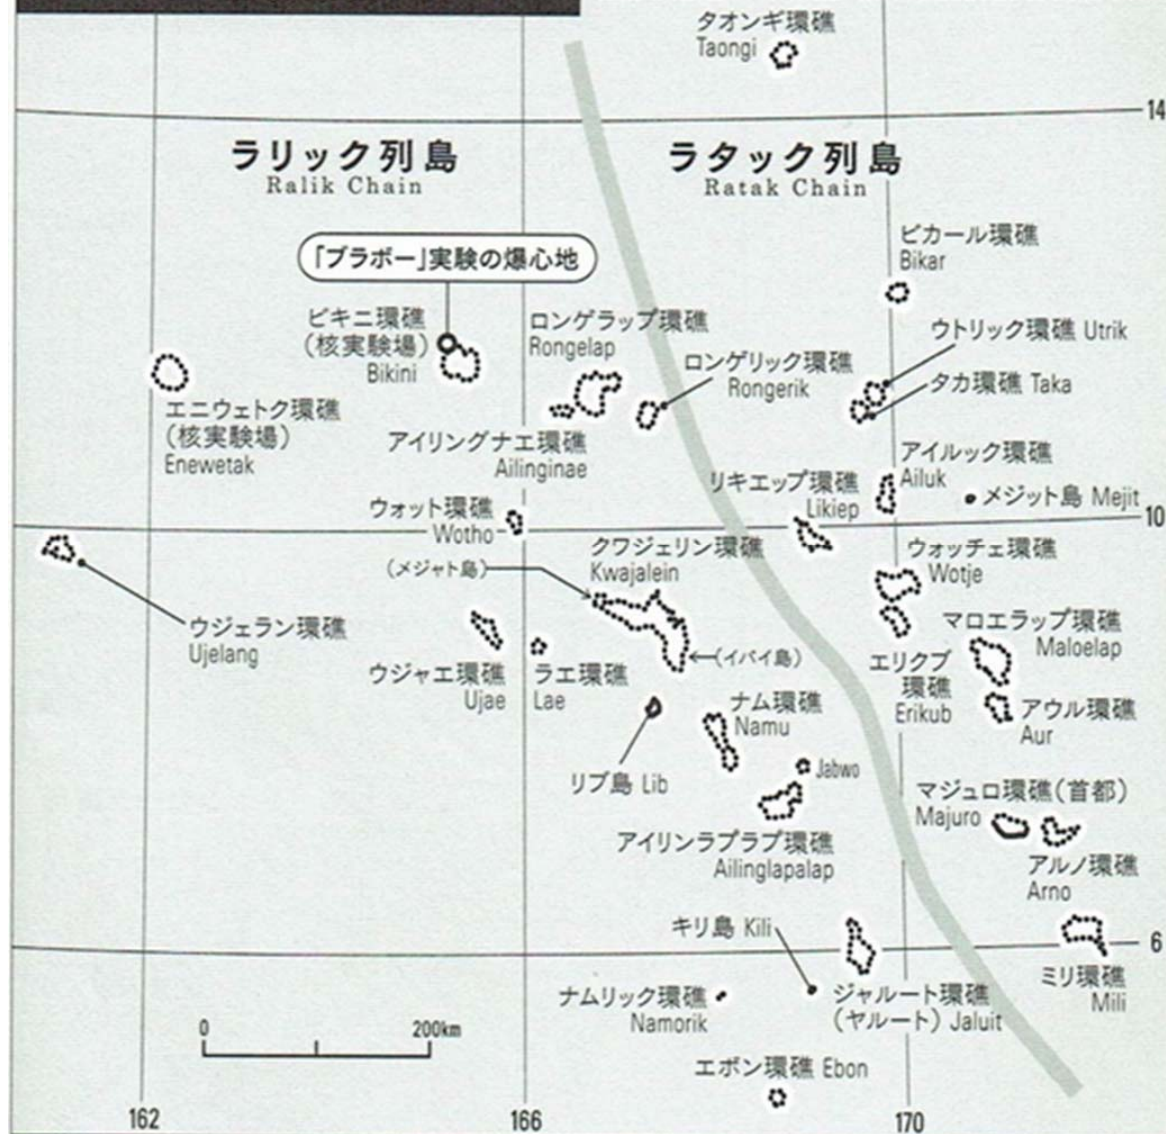 タオンギ環礁
Taongi
14
ラリック列島
Ralik Chain
ラタック列島
Ratak Chain
ビカール環礁
Bikar
「ブラボー」実験の爆心地
ビキニ環礁
(核実験場)
Bikini
ロンゲラップ環礁
Rongelap
ウトリック環礁 Utrik
ロンゲリック環礁
Rongerik
タカ環礁 Taka
エニウェトク環礁
(核実験場)
Enewetak
アイリングナエ環礁
Ailinginae
アイルック環礁
Ailuk
リキエップ環礁
Likiep
メジット島 Mejit
ウォット環礁
Wotho
10
クワジェリン環礁
Kwajalein
ウォッチェ環礁
Wotje
(メジャト島)
ウジェラン環礁
Ujelang
マロエラップ環礁
Maloelap
(イバイ島)
エリクブ
環礁
Erikub
ウジャエ環礁
Ujae
ラエ環礁
Lae
ナム環礁
Namu
アウル環礁
Aur
リブ島 Lib
Jabwo
マジュロ環礁(首都)
Majuro
アイリンラプラプ環礁
Ailinglapalap
アルノ環礁
Arno
キリ島 Kili
6
ミリ環礁
Mili
ナムリック環礁
Namorik
ジャルート環礁
(ヤルート) Jaluit
0
200km
エボン環礁 Ebon
162
166
170